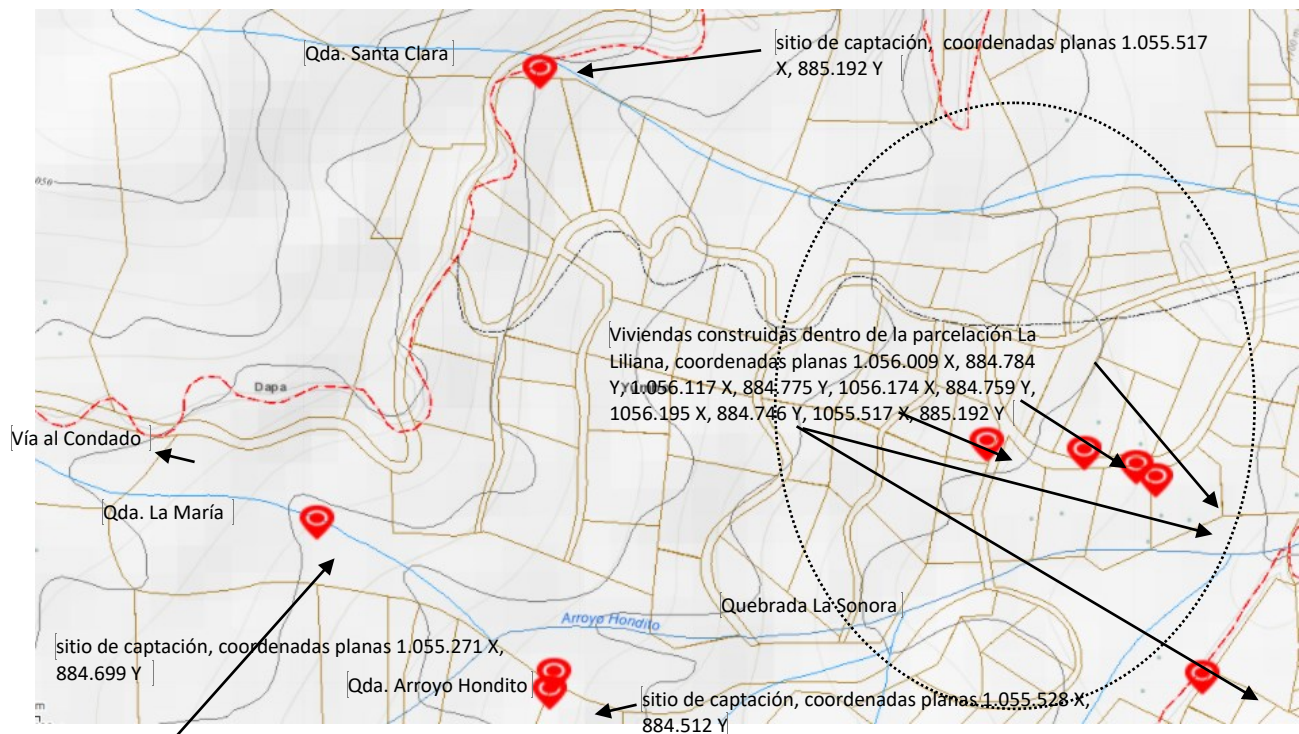 Qda. Santa Clara
sitio de captación, coordenadas planas 1.055.517
X, 885.192 Y
Viviendas construidas dentro de la parcelación La
Liliana, coordenadas planas 1.056.009 X, 884.784
Y, 1.056.117 X, 884.775 Y, 1056.174 X, 884.759 Y,
1056.195 X, 884.746 Y, 1055.517 X, 885.192 Y
Dapa
Vía al Condado
Qda. La María
Quebrada La Sonora
Arroyo Hondito
sitio de captación, coordenadas planas 1.055.271 X,
884.699 Y
Qda. Arroyo Hondito
sitio de captación, coordenadas planas 1.055.528 X,
884.512 Y